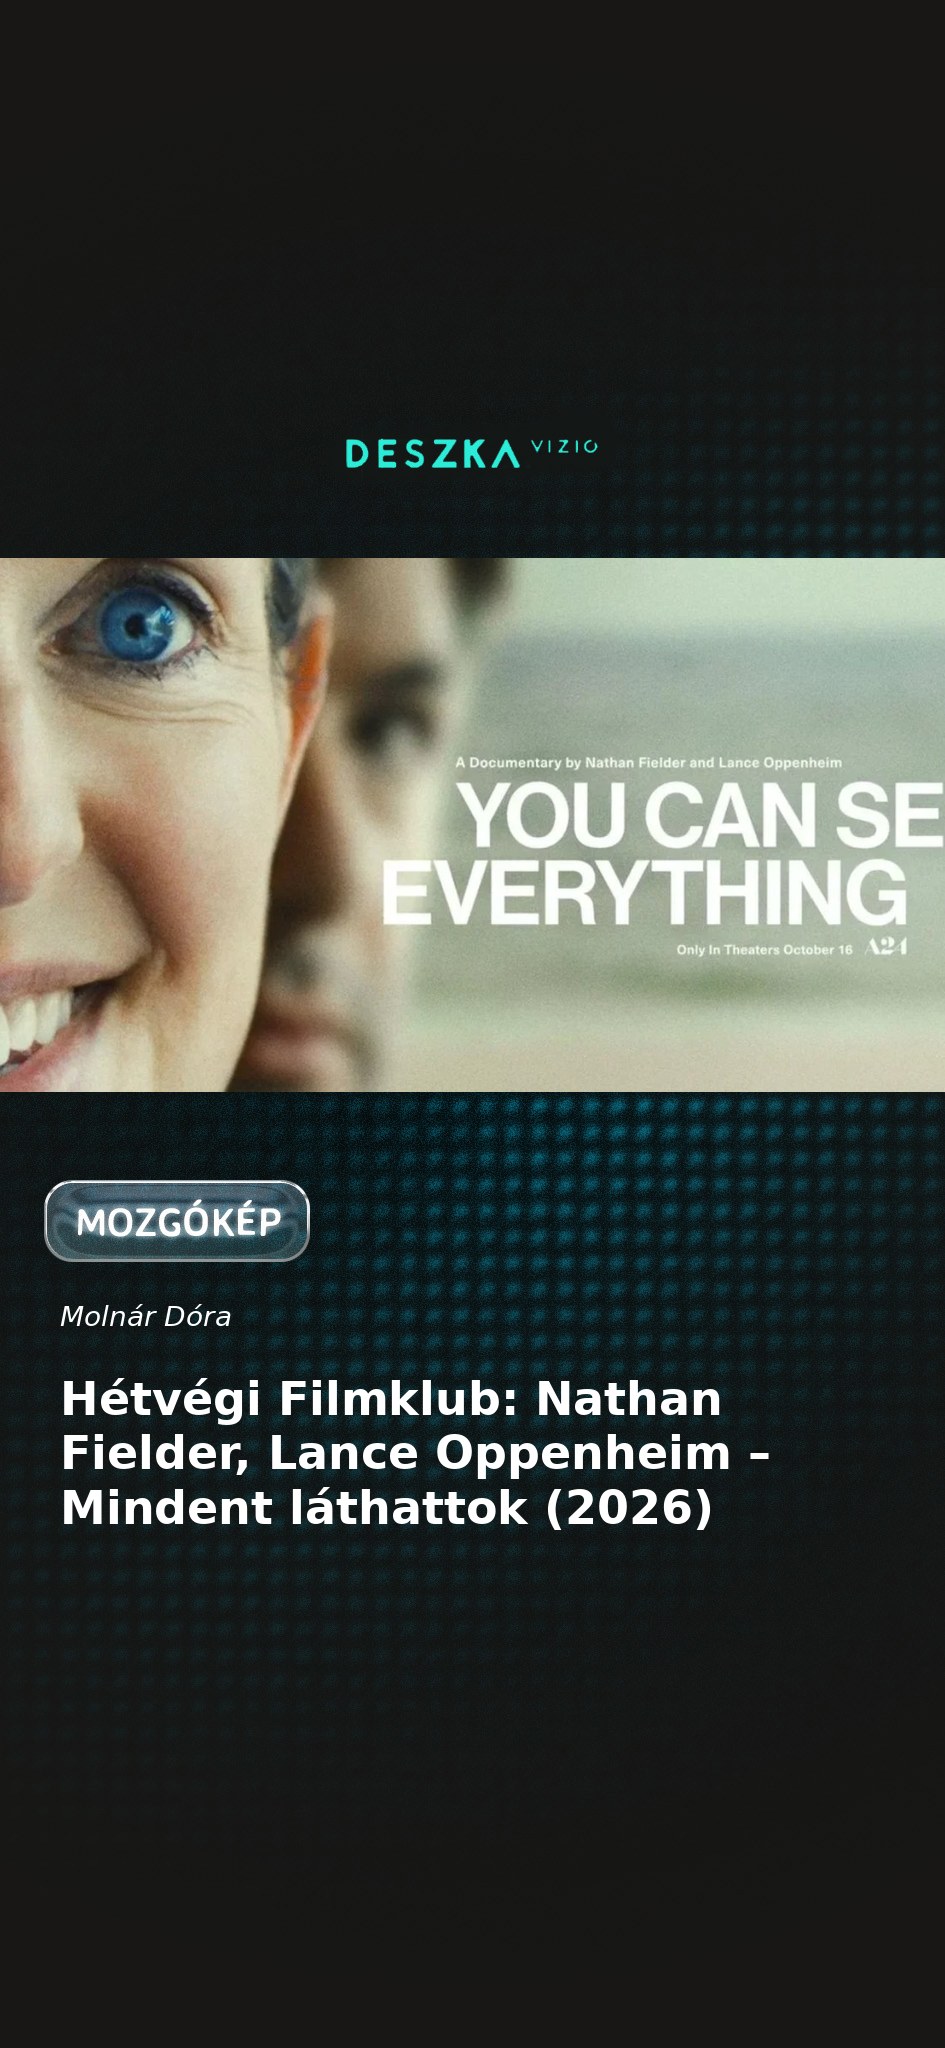 DESZKA VIZIO
A Documentary by Nathan Fielder and Lance Oppenheim
YOU CAN SE
EVERYTHING
Only In Theaters October 16 A24
MOZGÓKÉP
Molnár Dóra
Hétvégi Filmklub: Nathan
Fielder, Lance Oppenheim –
Mindent láthattok (2026)